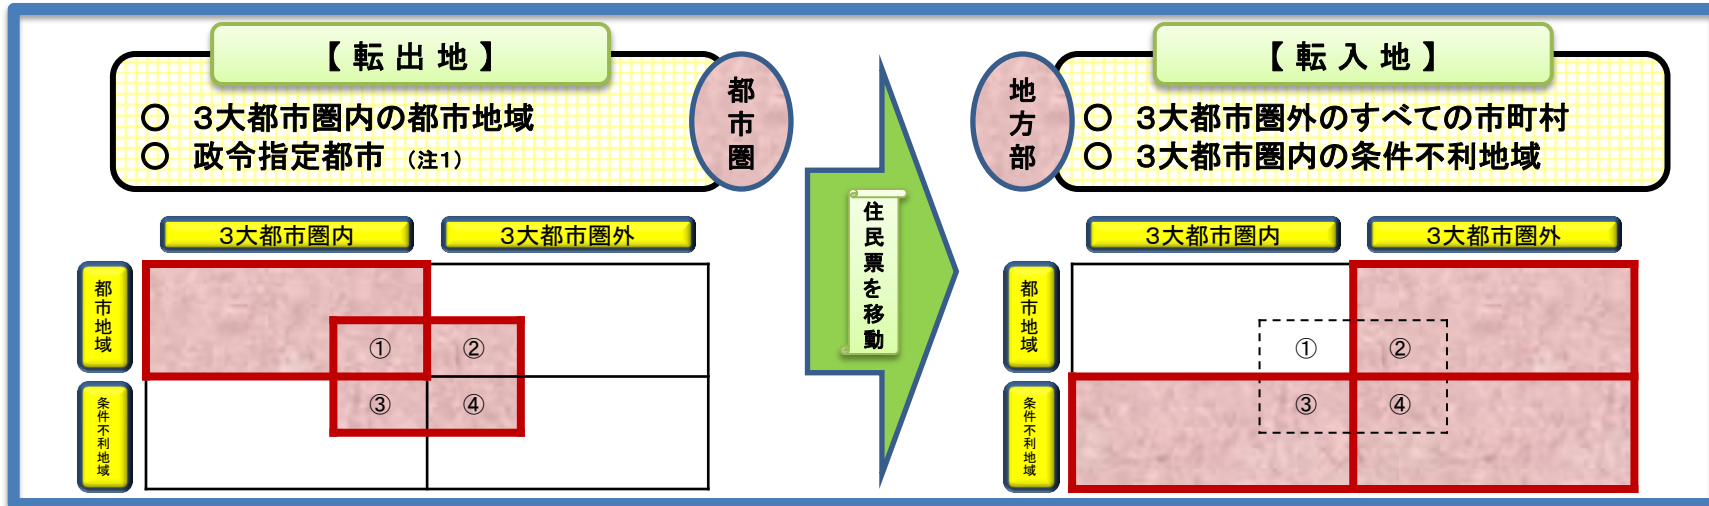 【転出地】
都市圏
○ 3大都市圏内の都市地域
○ 政令指定都市 (注1)
3大都市圏内
3大都市圏外
都市地域
条件不利地域
①
②
③
④
住民票を移動
【転入地】
地方部
○ 3大都市圏外のすべての市町村
○ 3大都市圏内の条件不利地域
3大都市圏内
3大都市圏外
都市地域
条件不利地域
①
②
③
④